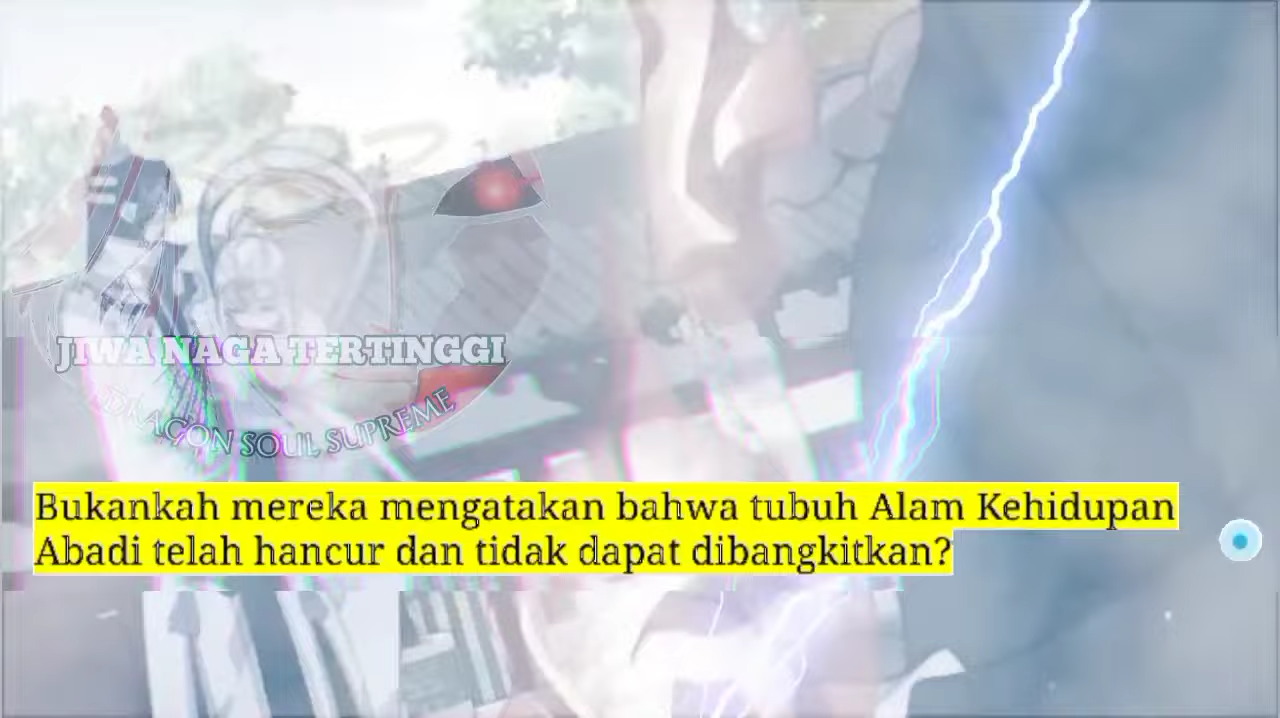 JIWA NAGA TERTINGGI
DRAGON SOUL SUPREME
Bukankah mereka mengatakan bahwa tubuh Alam Kehidupan
Abadi telah hancur dan tidak dapat dibangkitkan?